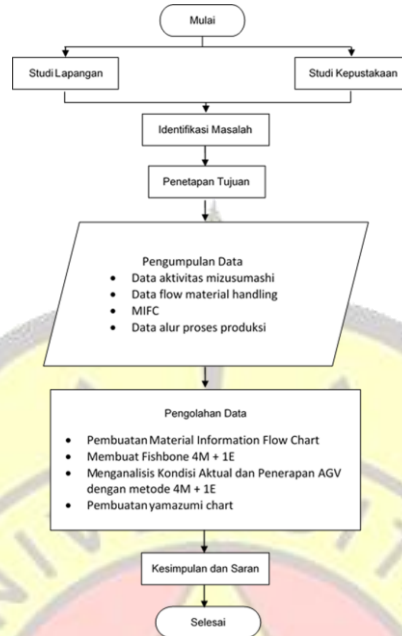 Mulai
Studi Lapangan
Studi Kepustakaan
Identifikasi Masalah
Penetapan Tujuan
Pengumpulan Data
• Data aktivitas mizusumashi
• Data flow material handling
• MIFC
• Data alur proses produksi
Pengolahan Data
• Pembuatan Material Information Flow Chart
• Membuat Fishbone 4M + 1E
• Menganalisis Kondisi Aktual dan Penerapan AGV
dengan metode 4M + 1E
• Pembuatan yamazumi chart
Kesimpulan dan Saran
Selesai